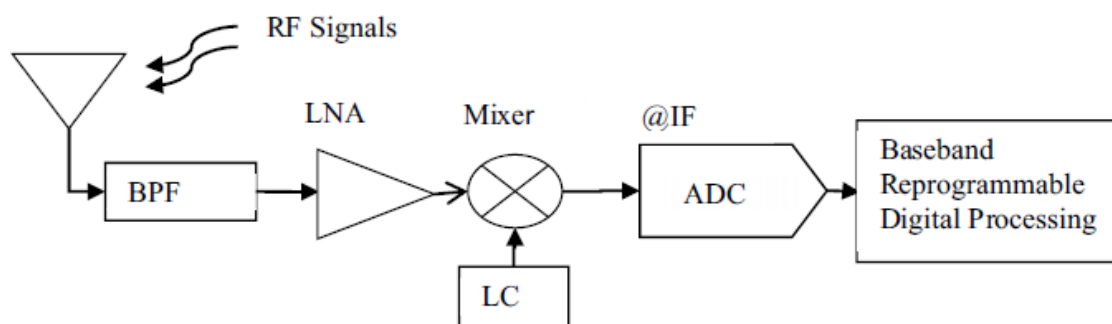 RF Signals
LNA
Mixer
@IF
BPF
ADC
LC
Baseband
Reprogrammable
Digital Processing